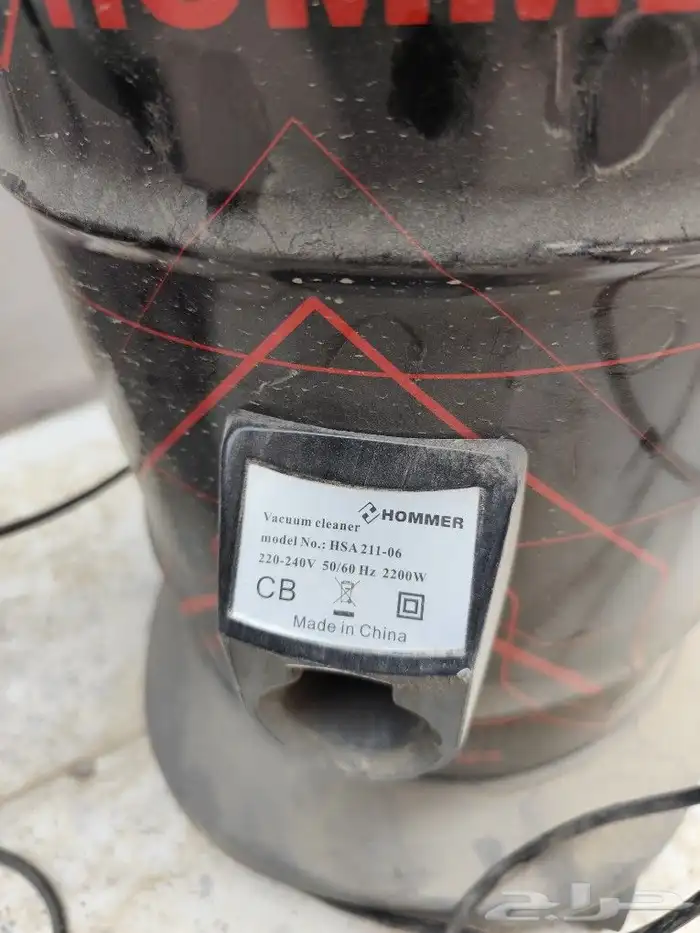 HOMMER
Vacuum cleaner HOMMER
model No.: HSA 211-06
220-240V 50/60 Hz 2200W
CB
Made in China
حراج